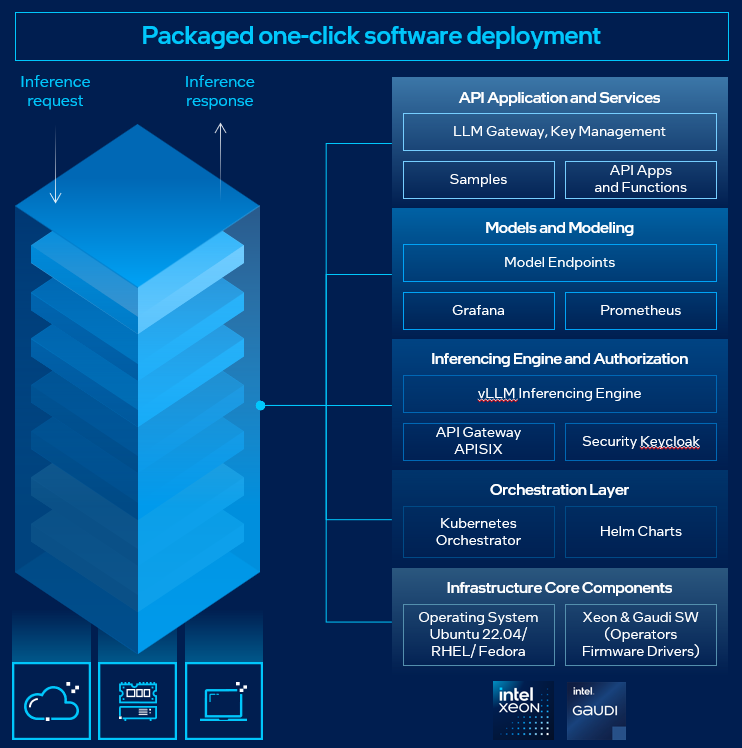 Packaged one-click software deployment
Inference
request
Inference
response
API Application and Services
LLM Gateway, Key Management
Samples
API Apps
and Functions
Models and Modeling
Model Endpoints
Grafana
Prometheus
Inferencing Engine and Authorization
vLLM Inferencing Engine
API Gateway
APISIX
Security Keycloak
Orchestration Layer
Kubernetes
Orchestrator
Helm Charts
Infrastructure Core Components
Operating System
Ubuntu 22.04/
RHEL/ Fedora
Xeon & Gaudi SW
(Operators
Firmware Drivers)
intel
XEON
intel.
GAUDI